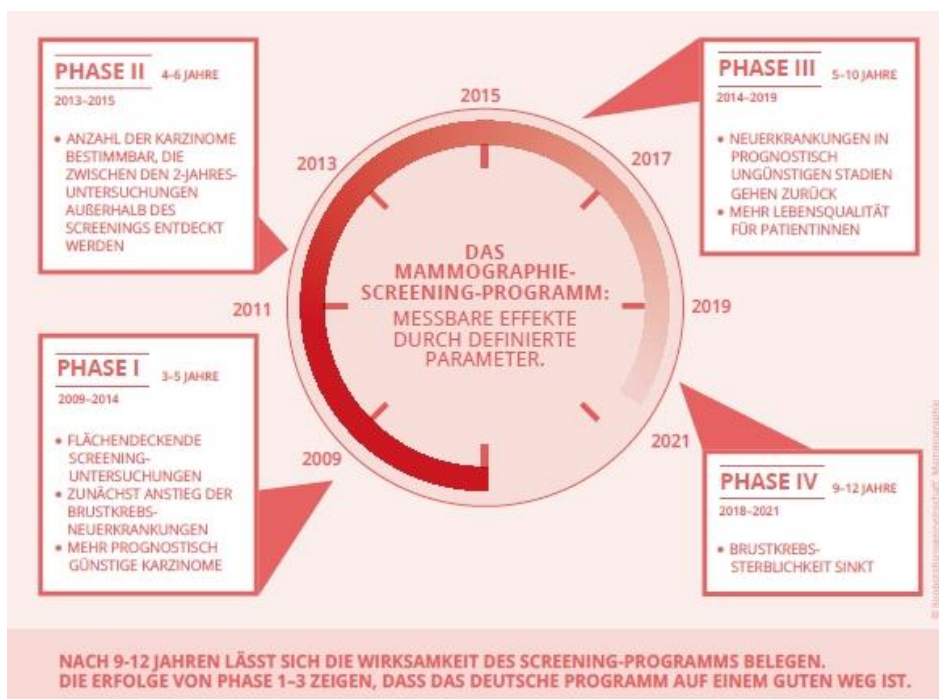 PHASE II 4–6 JAHRE
2013–2015
• ANZAHL DER KARZINOME
BESTIMMBAR, DIE
ZWISCHEN DEN 2-JAHRES-
UNTERSUCHUNGEN
AUßERHALB DES
SCREENINGS ENTDECKT
WERDEN
PHASE III 5–10 JAHRE
2014–2019
• NEUERKRANKUNGEN IN
PROGNOSTISCH
UNGÜNSTIGEN STADIEN
GEHEN ZURÜCK
• MEHR LEBENSQUALITÄT
FÜR PATIENTINNEN
2009
2011
2013
2015
2017
2019
2021
DAS
MAMMOGRAPHIE-
SCREENING-PROGRAMM:
MESSBARE EFFEKTE
DURCH DEFINIERTE
PARAMETER.
PHASE I 3–5 JAHRE
2009–2014
• FLÄCHENDECKENDE
SCREENING-
UNTERSUCHUNGEN
• ZUNÄCHST ANSTIEG DER
BRUSTKREBS-
NEUERKRANKUNGEN
• MEHR PROGNOSTISCH
GÜNSTIGE KARZINOME
PHASE IV 9–12 JAHRE
2018–2021
• BRUSTKREBS-
STERBLICHKEIT SINKT
© Kooperationsgemeinschaft Mammographie
NACH 9-12 JAHREN LÄSST SICH DIE WIRKSAMKEIT DES SCREENING-PROGRAMMS BELEGEN.
DIE ERFOLGE VON PHASE 1–3 ZEIGEN, DASS DAS DEUTSCHE PROGRAMM AUF EINEM GUTEN WEG IST.